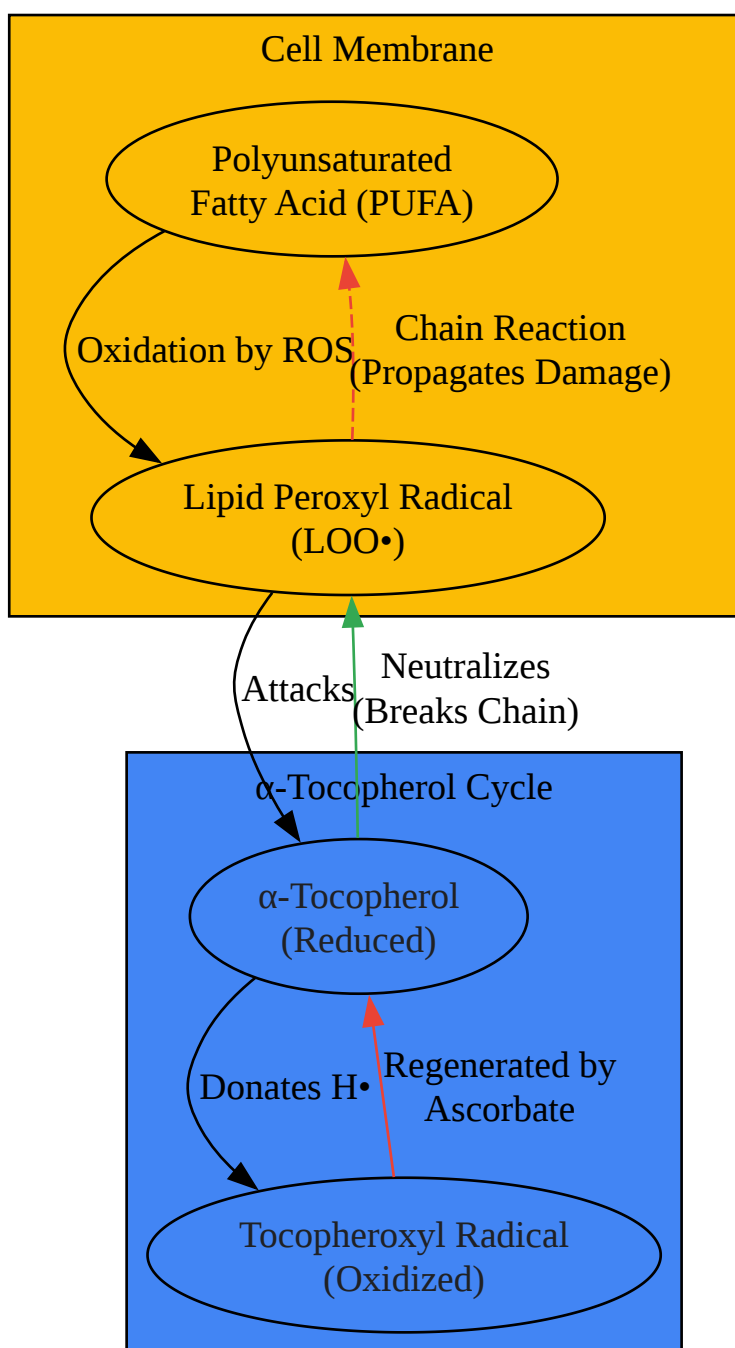 Cell Membrane
Polyunsaturated
Fatty Acid (PUFA)
Oxidation by ROS
Chain Reaction
(Propagates Damage)
Lipid Peroxyl Radical
(LOO•)
Attacks
Neutralizes
(Breaks Chain)
α-Tocopherol Cycle
α-Tocopherol
(Reduced)
Donates H•
Regenerated by
Ascorbate
Tocopheroxyl Radical
(Oxidized)